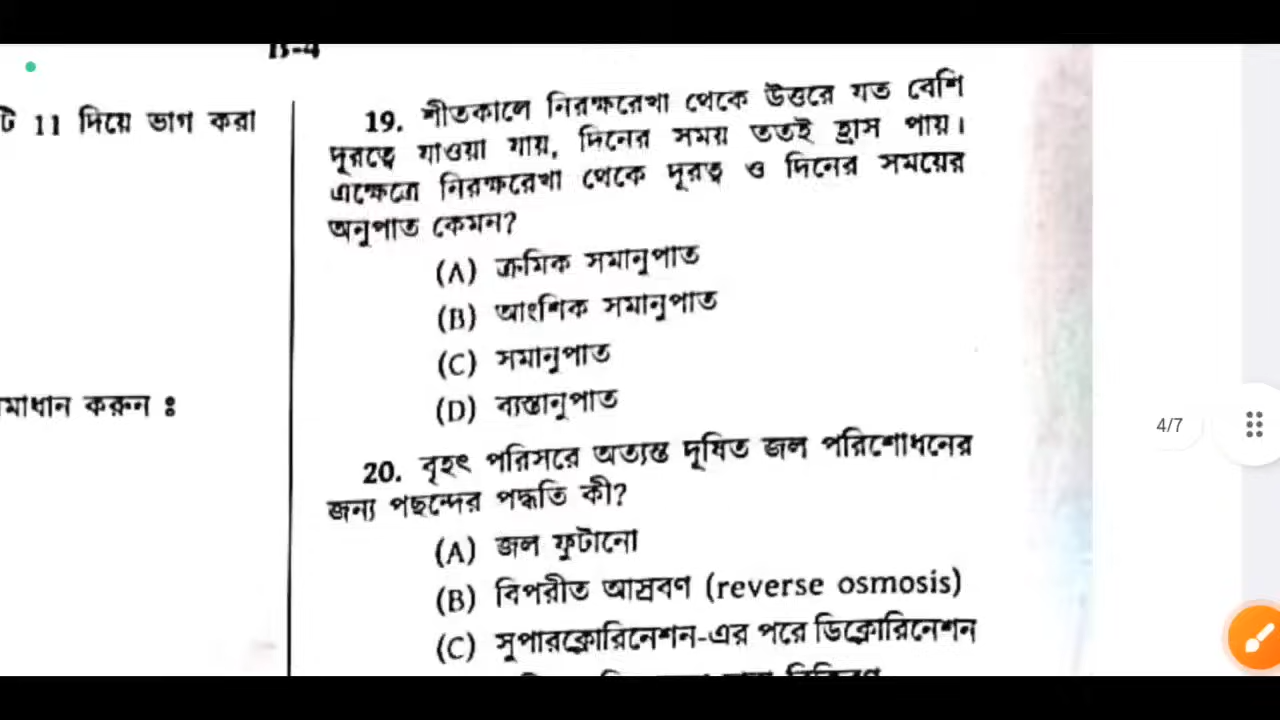 B-4
টি 11 দিয়ে ভাগ করা
মাধান করুন :
19. শীতকালে নিরক্ষরেখা থেকে উত্তরে যত বেশি
দূরত্বে যাওয়া যায়, দিনের সময় ততই হ্রাস পায়।
এক্ষেত্রে নিরক্ষরেখা থেকে দূরত্ব ও দিনের সময়ের
অনুপাত কেমন?
(A) ক্রমিক সমানুপাত
(B) আংশিক সমানুপাত
(C) সমানুপাত
(D) ব্যস্তানুপাত
20. বৃহৎ পরিসরে অত্যন্ত দূষিত জল পরিশোধনের
জন্য পছন্দের পদ্ধতি কী?
(A) জল ফুটানো
(B) বিপরীত আস্রবণ (reverse osmosis)
(C) সুপারক্লোরিনেশন-এর পরে ডিক্লোরিনেশন
4/7